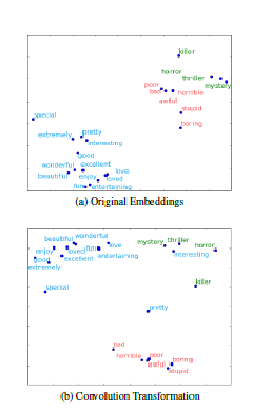 killer
horror
thriller
mystery
poor
bad
horrible
awful
stupid
boring
special
extremely
pretty
interesting
good
wonderful
excellent
beautiful
enjoy
love
loved
fun
entertaining
(a) Original Embeddings
beautiful
wonderful
love
enjoy
loved
fun
entertaining
good
excellent
extremely
mystery
thriller
horror
interesting
special
killer
pretty
bad
horrible
poor
awful
boring
stupid
(b) Convolution Transformation